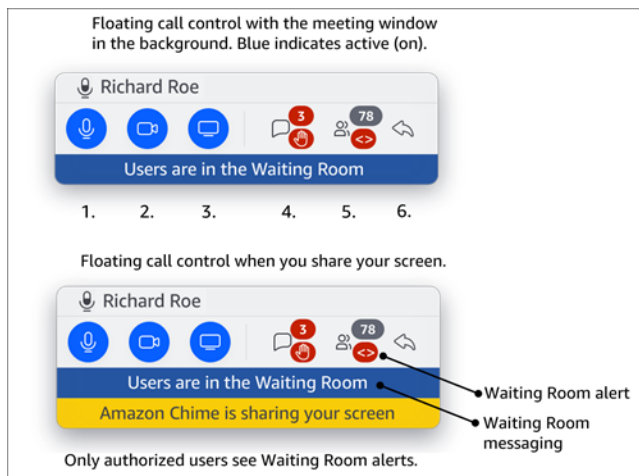 Floating call control with the meeting window
in the background. Blue indicates active (on).
Richard Roe
3 78
<>
Users are in the Waiting Room
1. 2. 3. 4. 5. 6.
Floating call control when you share your screen.
Richard Roe
3 78
<>
Users are in the Waiting Room
Amazon Chime is sharing your screen
Waiting Room alert
Waiting Room
messaging
Only authorized users see Waiting Room alerts.